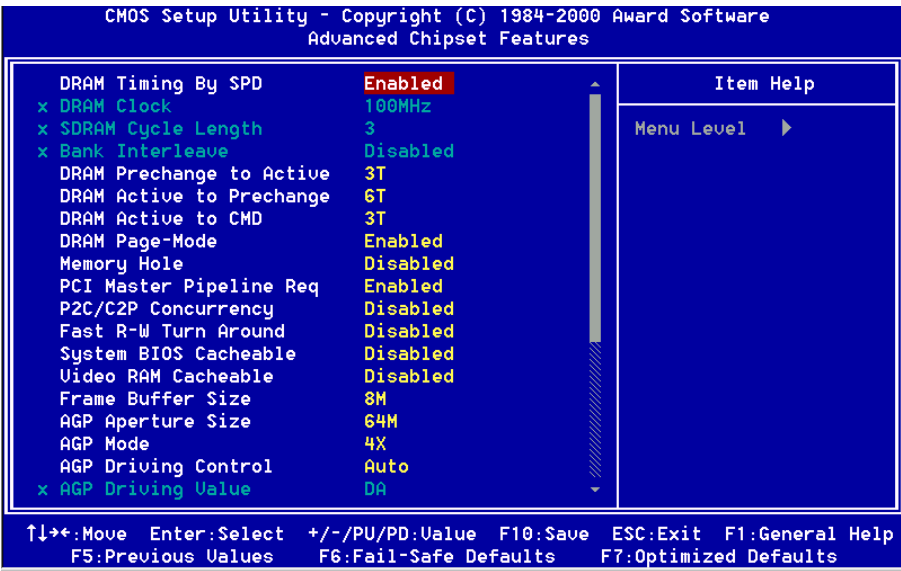 CMOS Setup Utility - Copyright (C) 1984-2000 Award Software
Advanced Chipset Features
DRAM Timing By SPD Enabled
x DRAM Clock 100MHz
x SDRAM Cycle Length 3
x Bank Interleave Disabled
DRAM Prechange to Active 3T
DRAM Active to Prechange 6T
DRAM Active to CMD 3T
DRAM Page-Mode Enabled
Memory Hole Disabled
PCI Master Pipeline Req Enabled
P2C/C2P Concurrency Disabled
Fast R-W Turn Around Disabled
System BIOS Cacheable Disabled
Video RAM Cacheable Disabled
Frame Buffer Size 8M
AGP Aperture Size 64M
AGP Mode 4X
AGP Driving Control Auto
x AGP Driving Value DA
Item Help
Menu Level ▶
↑↓→←:Move Enter:Select +/-/PU/PD:Value F10:Save ESC:Exit F1:General Help
F5:Previous Values F6:Fail-Safe Defaults F7:Optimized Defaults